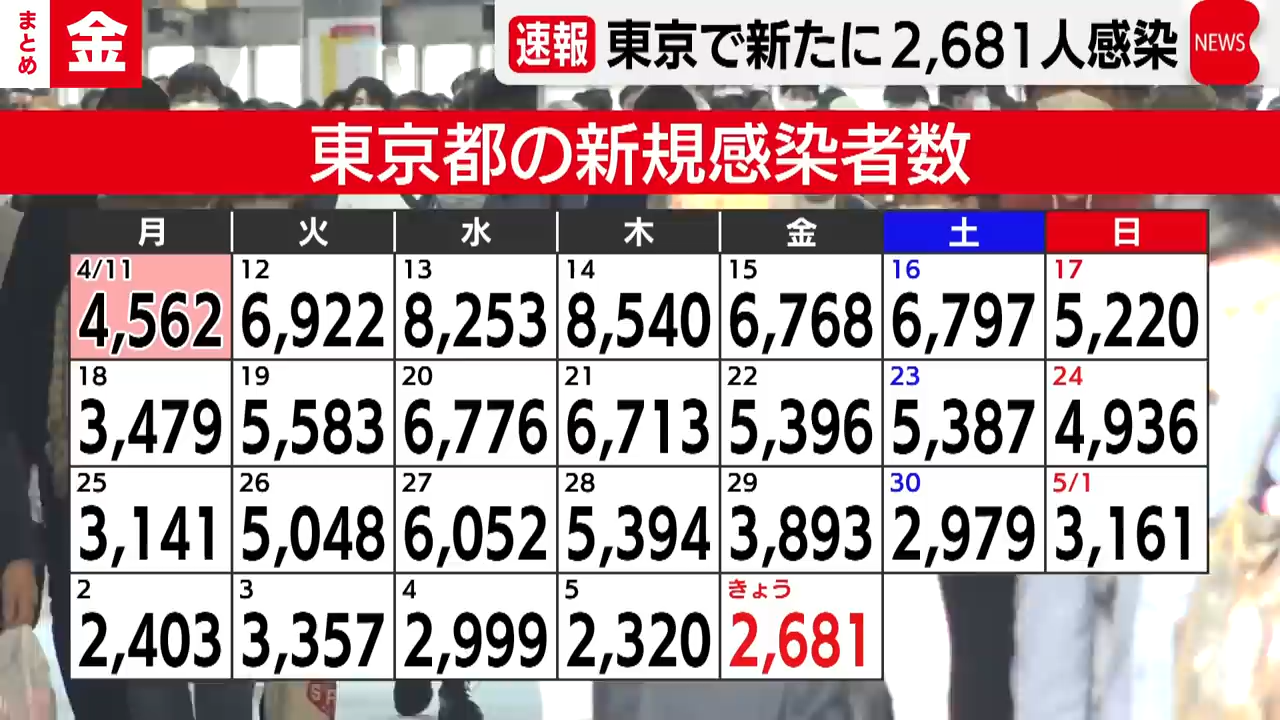 まとめ
金
速報 東京で新たに2,681人感染
NEWS
東京都の新規感染者数
月 火 水 木 金 土 日
4/11 12 13 14 15 16 17
4,562 6,922 8,253 8,540 6,768 6,797 5,220
18 19 20 21 22 23 24
3,479 5,583 6,776 6,713 5,396 5,387 4,936
25 26 27 28 29 30 5/1
3,141 5,048 6,052 5,394 3,893 2,979 3,161
2 3 4 5 きょう
2,403 3,357 2,999 2,320 2,681